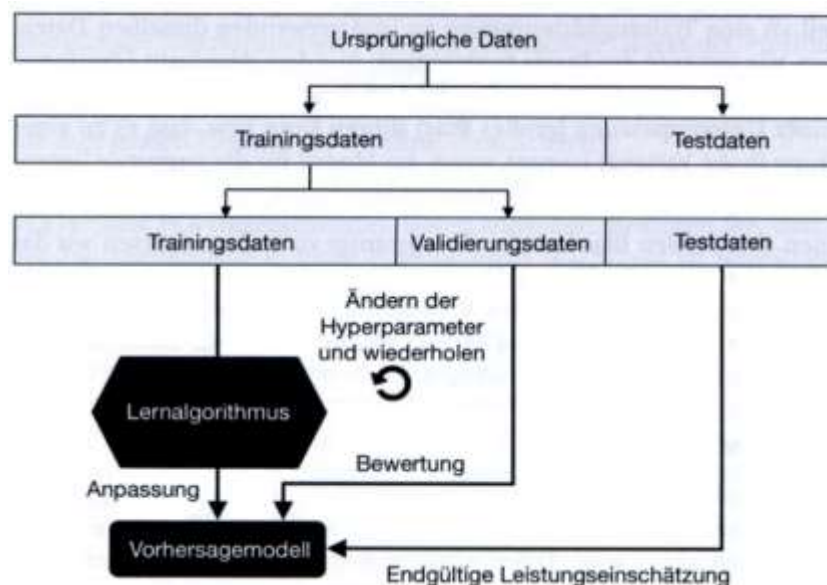 Ursprüngliche Daten
Trainingsdaten
Testdaten
Trainingsdaten
Validierungsdaten
Testdaten
Ändern der
Hyperparameter
und wiederholen
Lernalgorithmus
Bewertung
Anpassung
Vorhersagemodell
Endgültige Leistungseinschätzung